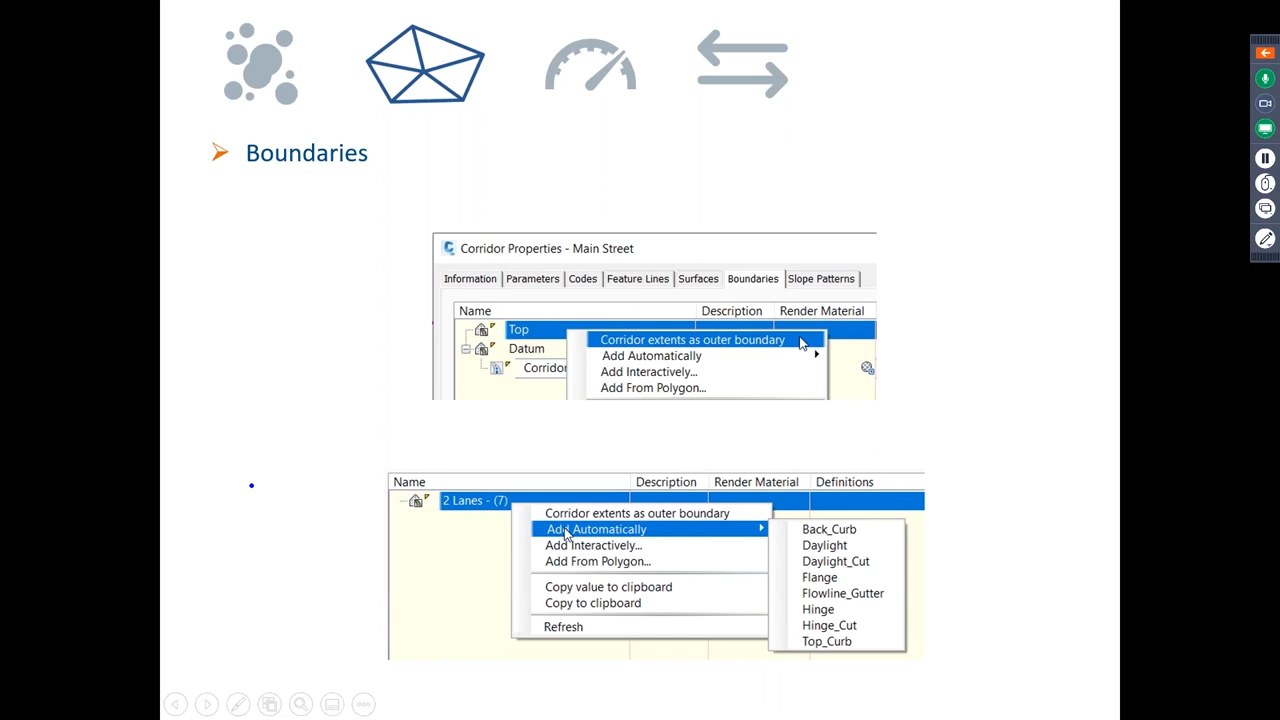 Boundaries
Corridor Properties - Main Street
Information Parameters Codes Feature Lines Surfaces Boundaries Slope Patterns
Name Description Render Material
Top
Corridor extents as outer boundary
Add Automatically
Datum
Add Interactively...
Corridor
Add From Polygon...
Name Description Render Material Definitions
2 Lanes - (7)
Corridor extents as outer boundary
Add Automatically
Add Interactively...
Add From Polygon...
Copy value to clipboard
Copy to clipboard
Refresh
Back_Curb
Daylight
Daylight_Cut
Flange
Flowline_Gutter
Hinge
Hinge_Cut
Top_Curb